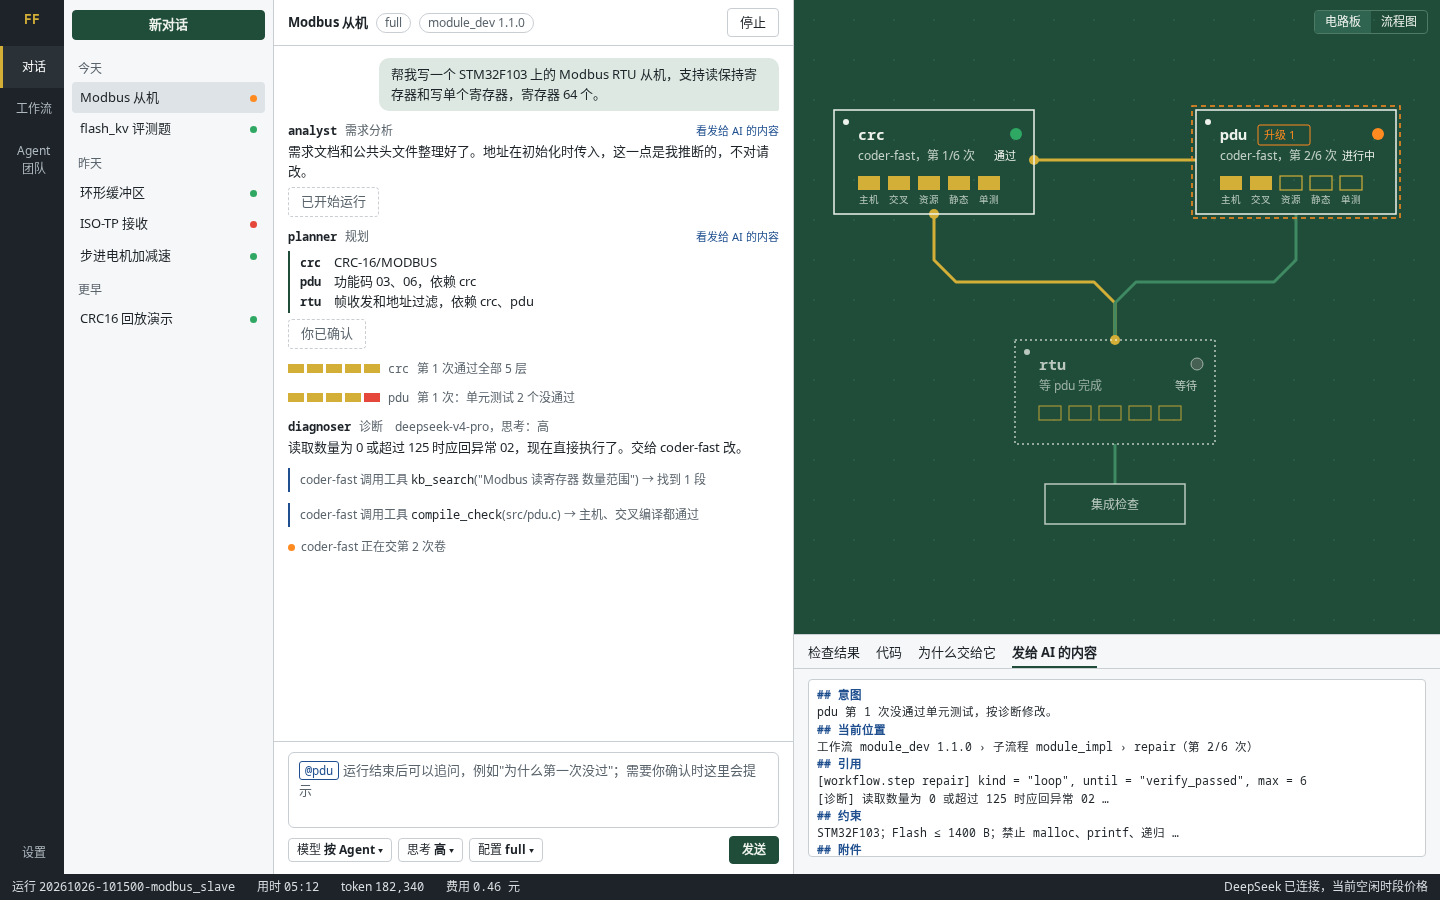 FF
对话
工作流
Agent
团队
设置
新对话
今天
Modbus 从机
flash_kv 评测题
昨天
环形缓冲区
ISO-TP 接收
步进电机加减速
更早
CRC16 回放演示
Modbus 从机 full module_dev 1.1.0 停止
帮我写一个 STM32F103 上的 Modbus RTU 从机，支持读保持寄
存器和写单个寄存器，寄存器 64 个。
analyst 需求分析 看发给 AI 的内容
需求文档和公共头文件整理好了。地址在初始化时传入，这一点是我推断的，不对请
改。
已开始运行
planner 规划 看发给 AI 的内容
crc CRC-16/MODBUS
pdu 功能码 03、06，依赖 crc
rtu 帧收发和地址过滤，依赖 crc、pdu
你已确认
crc 第 1 次通过全部 5 层
pdu 第 1 次：单元测试 2 个没通过
diagnoser 诊断 deepseek-v4-pro，思考：高
读取数量为 0 或超过 125 时应回异常 02，现在直接执行了。交给 coder-fast 改。
coder-fast 调用工具 kb_search("Modbus 读寄存器 数量范围") → 找到 1 段
coder-fast 调用工具 compile_check(src/pdu.c) → 主机、交叉编译都通过
coder-fast 正在交第 2 次卷
@pdu 运行结束后可以追问，例如"为什么第一次没过"；需要你确认时这里会提
示
模型 按 Agent ▾ 思考 高 ▾ 配置 full ▾ 发送
电路板 流程图
crc
coder-fast，第 1/6 次 通过
主机 交叉 资源 静态 单测
pdu 升级 1
coder-fast，第 2/6 次 进行中
主机 交叉 资源 静态 单测
rtu
等 pdu 完成 等待
集成检查
检查结果 代码 为什么交给它 发给 AI 的内容
## 意图
pdu 第 1 次没通过单元测试，按诊断修改。
## 当前位置
工作流 module_dev 1.1.0 › 子流程 module_impl › repair（第 2/6 次）
## 引用
[workflow.step repair] kind = "loop", until = "verify_passed", max = 6
[诊断] 读取数量为 0 或超过 125 时应回异常 02 …
## 约束
STM32F103；Flash ≤ 1400 B；禁止 malloc、printf、递归 …
## 附件
运行 20261026-101500-modbus_slave 用时 05:12 token 182,340 费用 0.46 元 DeepSeek 已连接，当前空闲时段价格